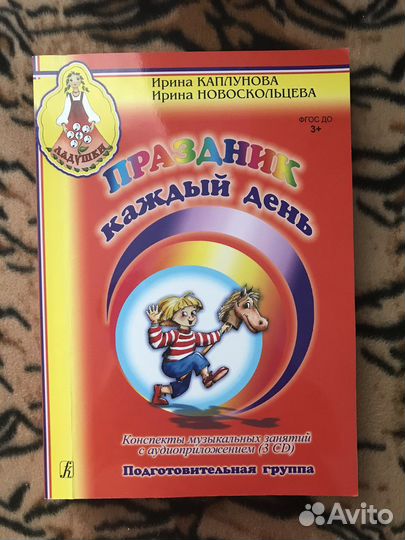 Ирина КАПЛУНОВА
Ирина НОВОСКОЛЬЦЕВА
ФГОС ДО
3+
ЛАДУШКИ
ПРАЗДНИК
КАЖДЫЙ ДЕНЬ
Конспекты музыкальных занятий
с аудиоприложением (3 CD)
Подготовительная группа
Avito